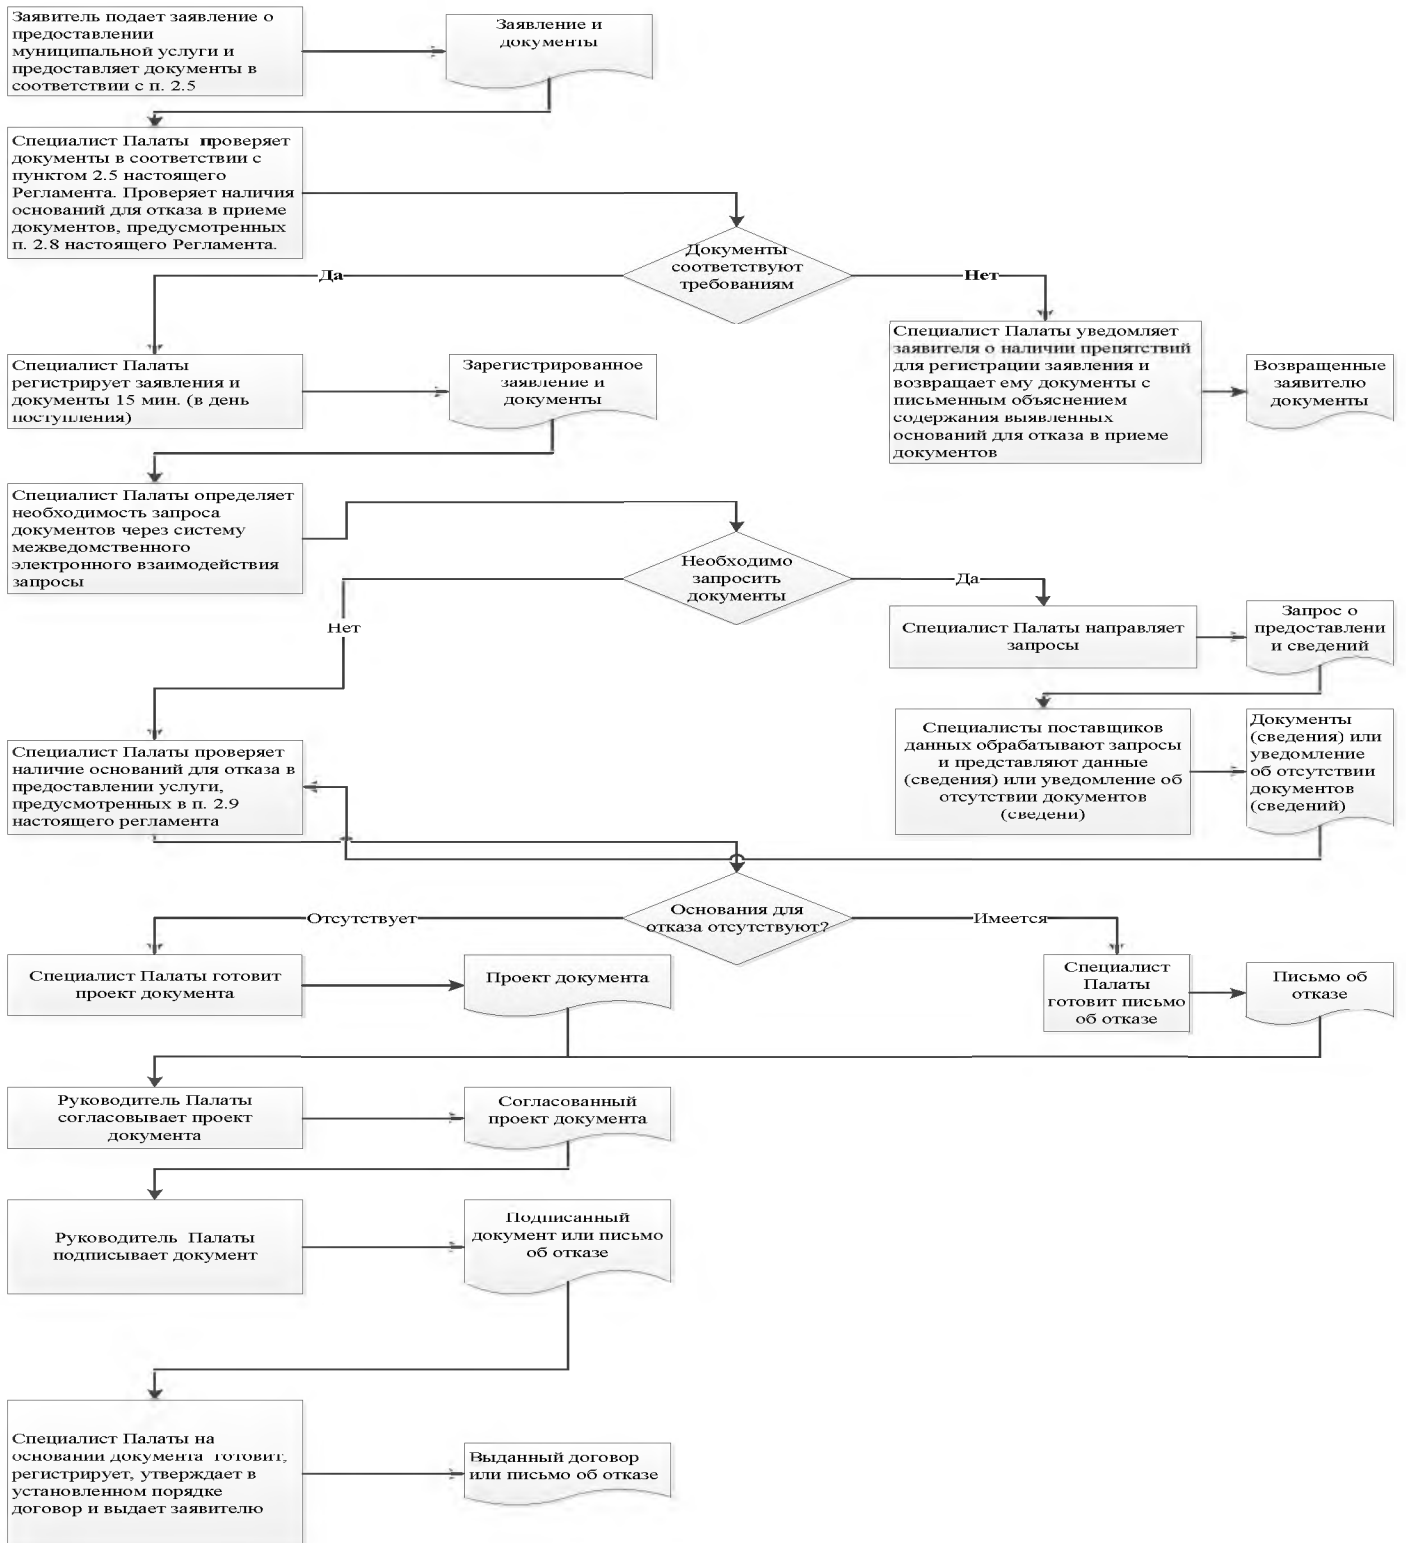 Заявитель подает заявление о
предоставлении
муниципальной услуги и
предоставляет документы в
соответствии с п. 2.5
Заявление и
документы
Специалист Палаты проверяет
документы в соответствии с
пунктом 2.5 настоящего
Регламента. Проверяет наличия
оснований для отказа в приеме
документов, предусмотренных
п. 2.8 настоящего Регламента.
Документы
соответствуют
требованиям
Да
Нет
Специалист Палаты
регистрирует заявления и
документы 15 мин. (в день
поступления)
Зарегистрированное
заявление и
документы
Специалист Палаты уведомляет
заявителя о наличии препятствий
для регистрации заявления и
возвращает ему документы с
письменным объяснением
содержания выявленных
оснований для отказа в приеме
документов
Возвращенные
заявителю
документы
Специалист Палаты определяет
необходимость запроса
документов через систему
межведомственного
электронного взаимодействия
запросы
Необходимо
запросить
документы
Да
Нет
Специалист Палаты направляет
запросы
Запрос о
предоставлени
и сведений
Специалисты поставщиков
данных обрабатывают запросы
и представляют данные
(сведения) или уведомление об
отсутствии документов
(сведени)
Документы
(сведения) или
уведомление
об отсутствии
документов
(сведений)
Специалист Палаты проверяет
наличие оснований для отказа в
предоставлении услуги,
предусмотренных в п. 2.9
настоящего регламента
Основания для
отказа отсутствуют?
Отсутствует
Имеется
Специалист Палаты готовит
проект документа
Проект документа
Специалист
Палаты
готовит письмо
об отказе
Письмо об
отказе
Руководитель Палаты
согласовывает проект
документа
Согласованный
проект документа
Руководитель Палаты
подписывает документ
Подписанный
документ или письмо
об отказе
Специалист Палаты на
основании документа готовит,
регистрирует, утверждает в
установленном порядке
договор и выдает заявителю
Выданный договор
или письмо об отказе